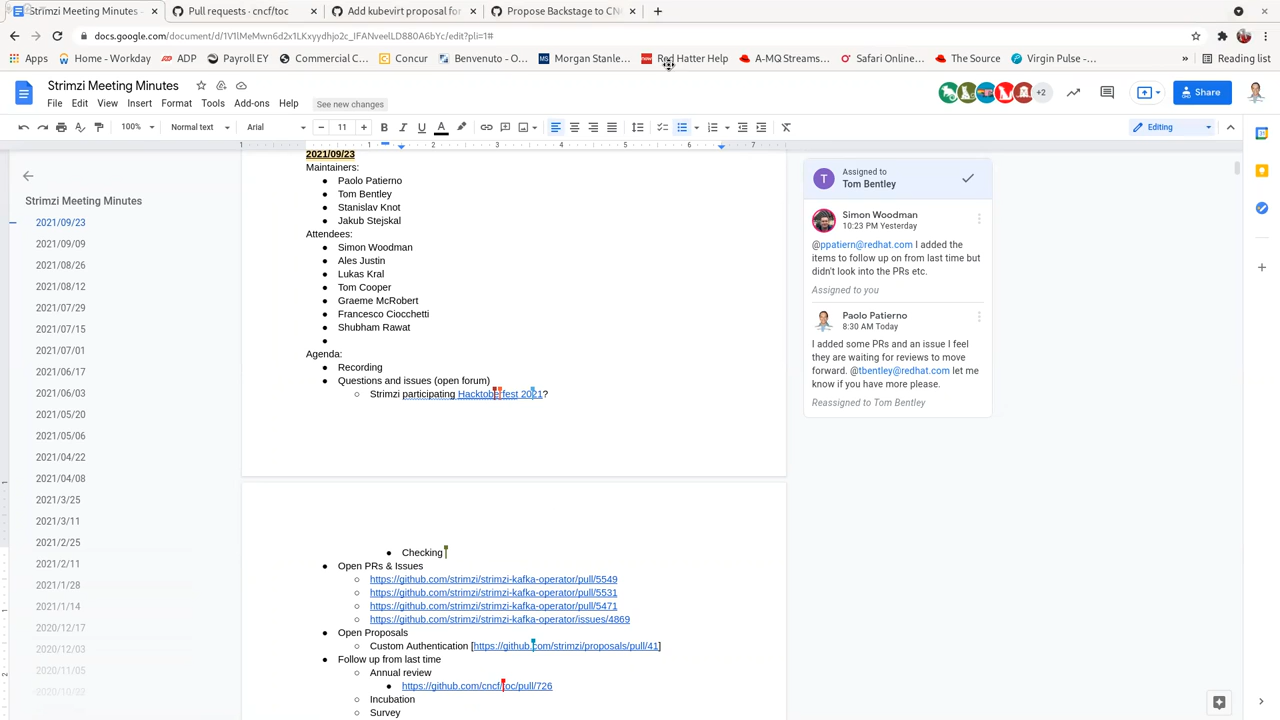 Strimzi Meeting Minutes
Pull requests · cncf/toc
Add kubevirt proposal for
Propose Backstage to CN
docs.google.com/document/d/1V1lMeMwn6d2x1LKxyydhjo2c_IFANveelLD880A6bYc/edit?pli=1#
Apps
Home - Workday
ADP
Payroll EY
Commercial C...
Concur
Benvenuto - O...
Morgan Stanle...
Red Hatter Help
A-MQ Streams...
Safari Online...
The Source
Virgin Pulse -...
Reading list
Strimzi Meeting Minutes
File Edit View Insert Format Tools Add-ons Help See new changes
+2
Share
100% Normal text Arial 11 Editing
1 1 2 3 4 5 6 7
Strimzi Meeting Minutes
2021/09/23
2021/09/09
2021/08/26
2021/08/12
2021/07/29
2021/07/15
2021/07/01
2021/06/17
2021/06/03
2021/05/20
2021/05/06
2021/04/22
2021/04/08
2021/3/25
2021/3/11
2021/2/25
2021/2/11
2021/1/28
2021/1/14
2020/12/17
2020/12/03
2020/11/05
2020/10/22
2021/09/23
Maintainers:
● Paolo Patierno
● Tom Bentley
● Stanislav Knot
● Jakub Stejskal
Attendees:
● Simon Woodman
● Ales Justin
● Lukas Kral
● Tom Cooper
● Graeme McRobert
● Francesco Ciocchetti
● Shubham Rawat
●
Agenda:
● Recording
● Questions and issues (open forum)
○ Strimzi participating Hacktoberfest 2021?
● Checking
● Open PRs & Issues
○ https://github.com/strimzi/strimzi-kafka-operator/pull/5549
○ https://github.com/strimzi/strimzi-kafka-operator/pull/5531
○ https://github.com/strimzi/strimzi-kafka-operator/pull/5471
○ https://github.com/strimzi/strimzi-kafka-operator/issues/4869
● Open Proposals
○ Custom Authentication [https://github.com/strimzi/proposals/pull/41]
● Follow up from last time
○ Annual review
● https://github.com/cncf/toc/pull/726
○ Incubation
○ Survey
T
Assigned to
Tom Bentley
Simon Woodman
10:23 PM Yesterday
@ppatiern@redhat.com I added the
items to follow up on from last time but
didn't look into the PRs etc.
Assigned to you
Paolo Patierno
8:30 AM Today
I added some PRs and an issue I feel
they are waiting for reviews to move
forward. @tbentley@redhat.com let me
know if you have more please.
Reassigned to Tom Bentley